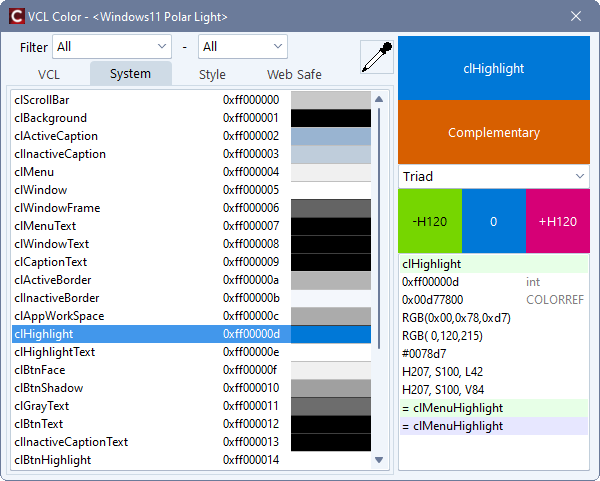 C VCL Color - <Windows11 Polar Light>
Filter All - All
VCL System Style Web Safe
clScrollBar 0xff000000
clBackground 0xff000001
clActiveCaption 0xff000002
clInactiveCaption 0xff000003
clMenu 0xff000004
clWindow 0xff000005
clWindowFrame 0xff000006
clMenuText 0xff000007
clWindowText 0xff000008
clCaptionText 0xff000009
clActiveBorder 0xff00000a
clInactiveBorder 0xff00000b
clAppWorkSpace 0xff00000c
clHighlight 0xff00000d
clHighlightText 0xff00000e
clBtnFace 0xff00000f
clBtnShadow 0xff000010
clGrayText 0xff000011
clBtnText 0xff000012
clInactiveCaptionText 0xff000013
clBtnHighlight 0xff000014
clHighlight
Complementary
Triad
-H120 0 +H120
clHighlight
0xff00000d int
0x00d77800 COLORREF
RGB(0x00,0x78,0xd7)
RGB( 0,120,215)
#0078d7
H207, S100, L42
H207, S100, V84
= clMenuHighlight
= clMenuHighlight